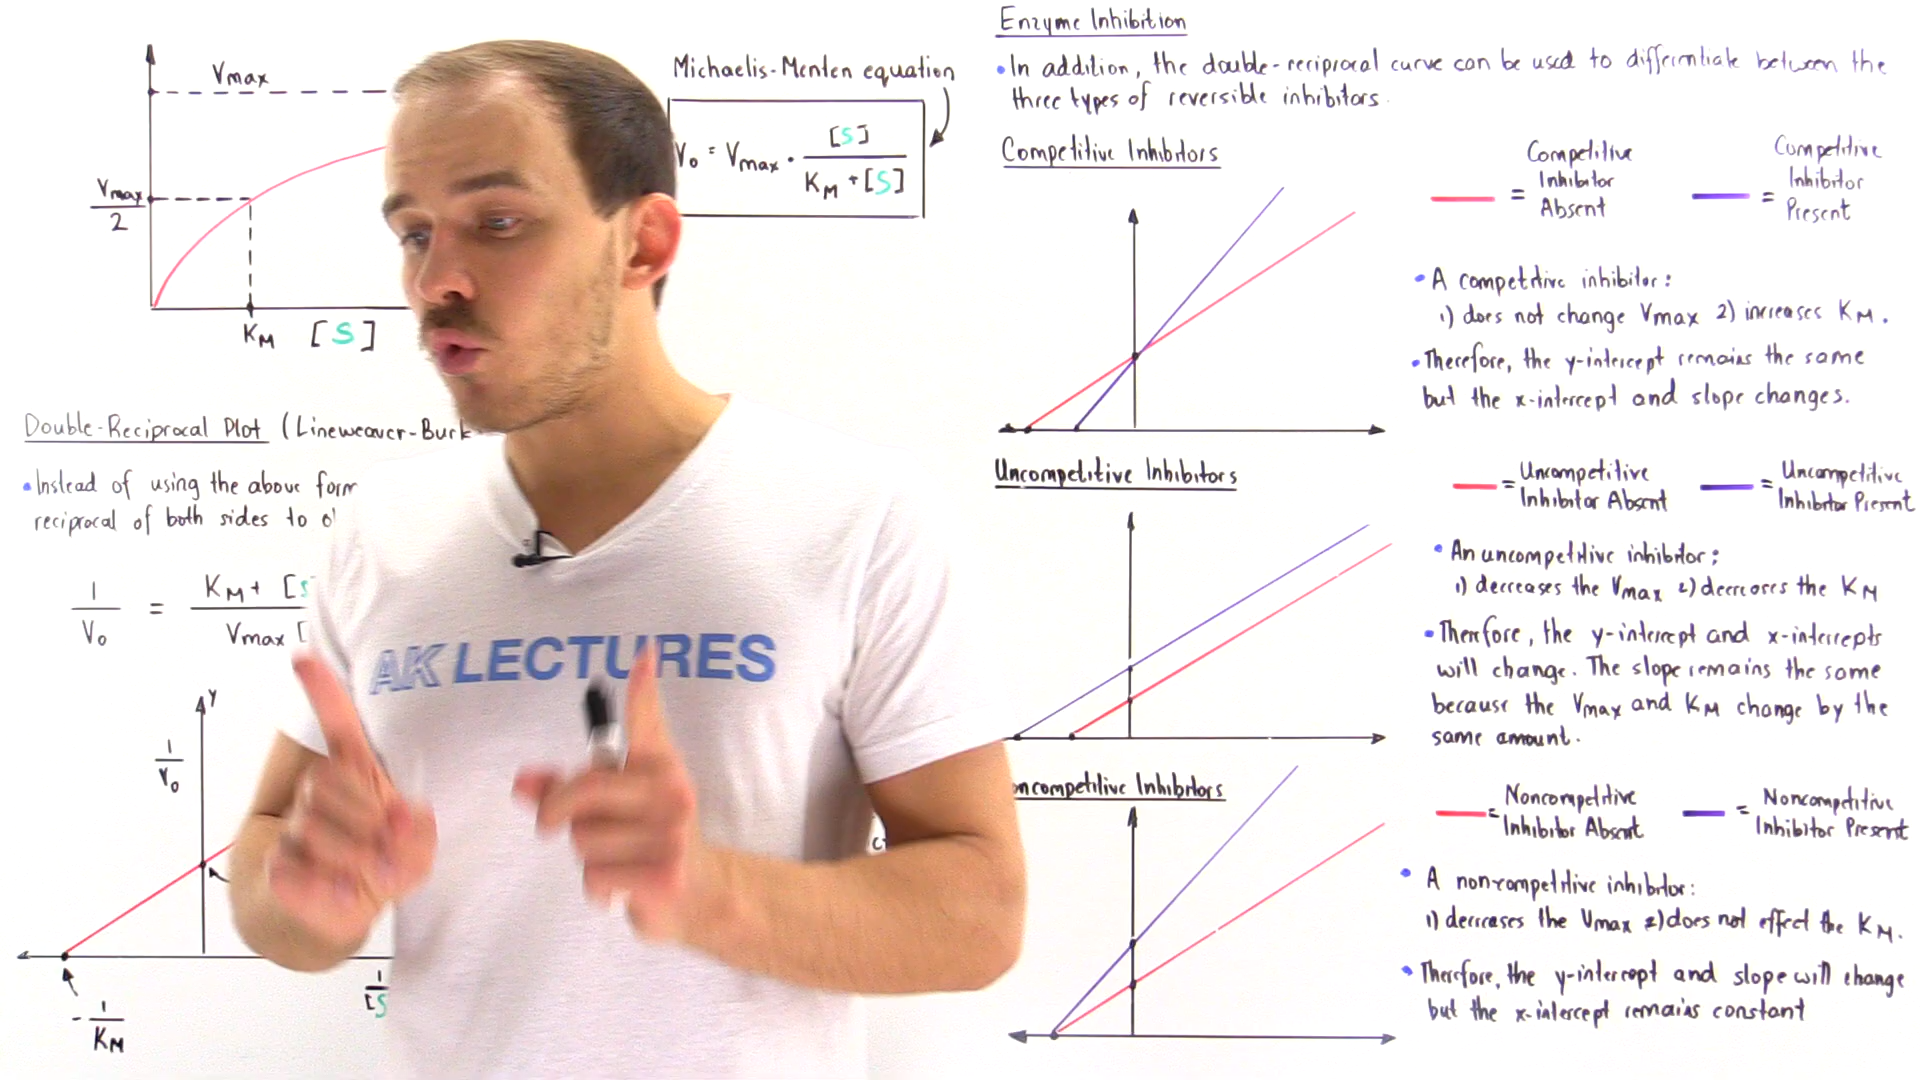 Vmax
Vmax
2
KM [S]
Michaelis-Menten equation
V0 = Vmax · [S]
KM + [S]
Double-Reciprocal Plot (Lineweaver-Burk
• Instead of using the above form
reciprocal of both sides to
1 = KM + [S
V0 Vmax [
y
1
V0
1
[S
- 1
KM
AK LECTURES
Enzyme Inhibition
• In addition, the double-reciprocal curve can be used to differentiate between the
three types of reversible inhibitors.
Competitive Inhibitors
= Competitive
Inhibitor
Absent
= Competitive
Inhibitor
Present
• A competitive inhibitor:
1) does not change Vmax 2) increases KM.
• Therefore, the y-intercept remains the same
but the x-intercept and slope changes.
Uncompetitive Inhibitors
= Uncompetitive
Inhibitor Absent
= Uncompetitive
Inhibitor Present
• An uncompetitive inhibitor:
1) decreases the Vmax 2) decreases the KM
• Therefore, the y-intercept and x-intercepts
will change. The slope remains the same
because the Vmax and KM change by the
same amount.
oncompetitive Inhibitors
= Noncompetitive
Inhibitor Absent
= Noncompetitive
Inhibitor Present
• A noncompetitive inhibitor:
1) decreases the Vmax 2) does not effect the KM.
• Therefore, the y-intercept and slope will change
but the x-intercept remains constant